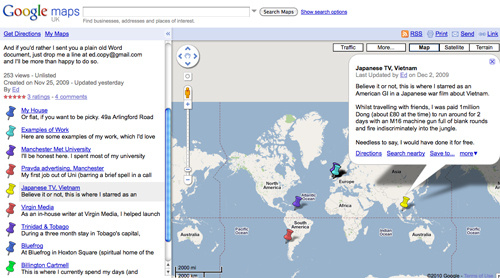 Google maps
UK
Search Maps
Show search options
Find businesses, addresses and places of interest.
Get Directions My Maps
RSS Print Send Link
And if you'd rather I sent you a plain old Word
document, just drop me a line at ed.copy@gmail.com
and I'll be more than happy to do so.
253 views - Unlisted
Created on Nov 25, 2009 - Updated yesterday
By Ed
3 ratings - 4 comments
My House
Or flat, if you want to be picky. 49a Arlingford Road
Examples of Work
Here are some examples of my work, which I'd love
Manchester Met University
I'll be honest here. I spent most of my university
Pravda advertising, Manchester
My first job out of Uni (barring a brief spell in a call
Japanese TV, Vietnam
Believe it or not, this is where I starred as an
Virgin Media
As an in-house writer at Virgin Media, I helped launch
Trinidad & Tobago
During a three month stay in Tobago's capital,
Bluefrog
At Bluefrog in Hoxton Square (spiritual home of the
Billington Cartmell
This is where I currently spend my days (and
Traffic More... Map Satellite Terrain
Japanese TV, Vietnam
Last Updated by Ed on Dec 2, 2009
Believe it or not, this is where I starred as an
American GI in a Japanese war film about Vietnam.
Whilst travelling with friends, I was paid 1million
Dong (about £80 at the time) to run around for 2
days with an M16 machine gun full of blank rounds
and fire indiscriminately into the jungle.
Needless to say, I would have done it for free.
Directions Search nearby Save to... more▼
North
America
Atlantic
Ocean
South
America
Europe
Asia
Africa
Pacific
Ocean
Indian
Ocean
Australia
2000 mi
2000 km
©2010 Google - Terms of Use